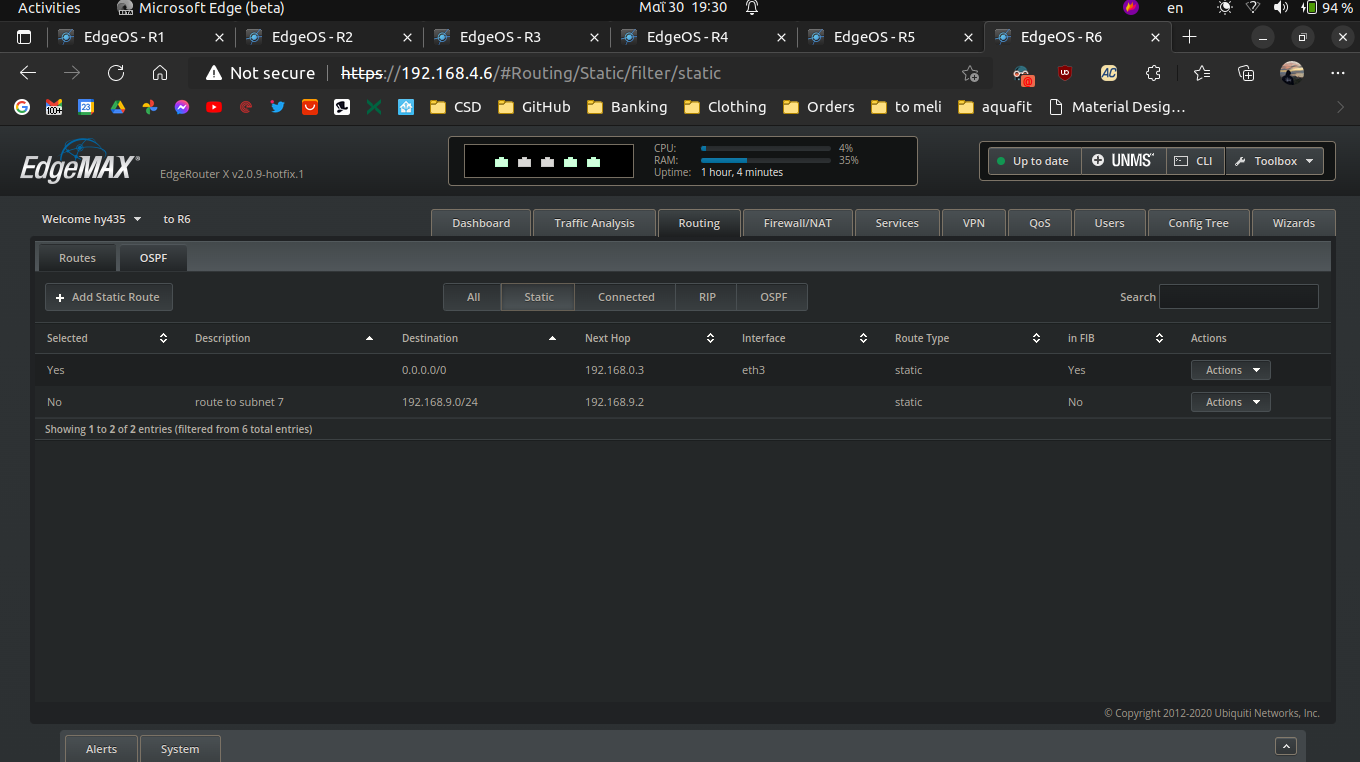 Activities Microsoft Edge (beta) Μαΐ 30 19:30 en 94 %
EdgeOS - R1 EdgeOS - R2 EdgeOS - R3 EdgeOS - R4 EdgeOS - R5 EdgeOS - R6
Not secure https://192.168.4.6/#Routing/Static/filter/static
CSD GitHub Banking Clothing Orders to meli aquafit Material Desig…
EdgeMAX EdgeRouter X v2.0.9-hotfix.1
CPU: 4%
RAM: 35%
Uptime: 1 hour, 4 minutes
Up to date UNMS CLI Toolbox
Welcome hy435 to R6
Dashboard Traffic Analysis Routing Firewall/NAT Services VPN QoS Users Config Tree Wizards
Routes OSPF
Add Static Route All Static Connected RIP OSPF Search
Selected Description Destination Next Hop Interface Route Type in FIB Actions
Yes 0.0.0.0/0 192.168.0.3 eth3 static Yes Actions
No route to subnet 7 192.168.9.0/24 192.168.9.2 static No Actions
Showing 1 to 2 of 2 entries (filtered from 6 total entries)
© Copyright 2012-2020 Ubiquiti Networks, Inc.
Alerts System